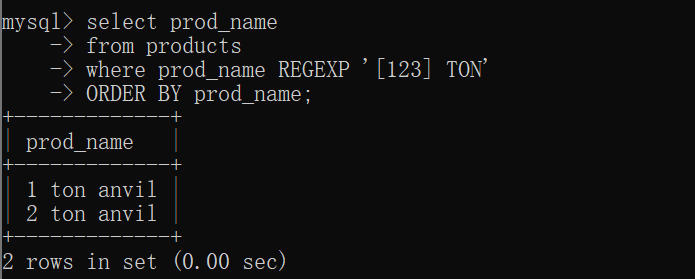 mysql> select prod_name
    -> from products
    -> where prod_name REGEXP '[123] TON'
    -> ORDER BY prod_name;
+-------------+
| prod_name   |
+-------------+
| 1 ton anvil |
| 2 ton anvil |
+-------------+
2 rows in set (0.00 sec)